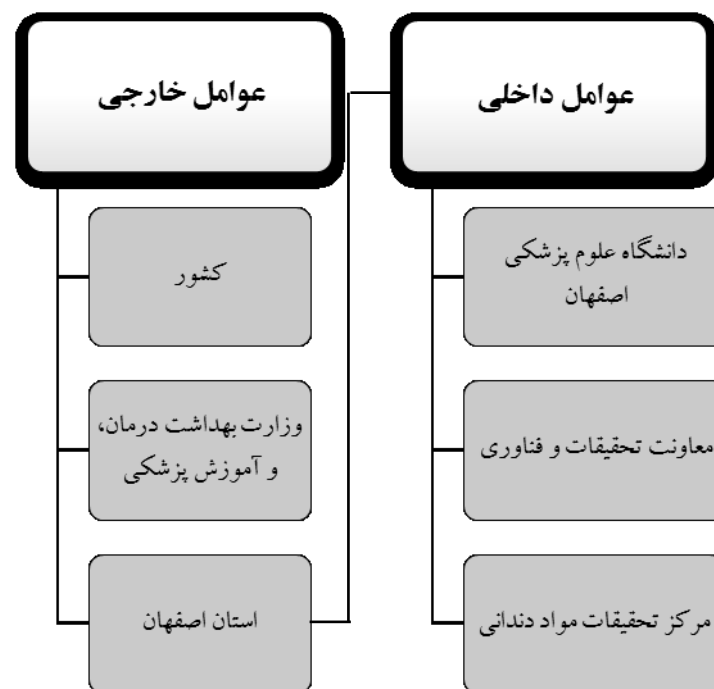 عوامل داخلی
دانشگاه علوم پزشکی
اصفهان
معاونت تحقیقات و فناوری
مرکز تحقیقات مواد دندانی
عوامل خارجی
کشور
وزارت بهداشت درمان،
و آموزش پزشکی
استان اصفهان